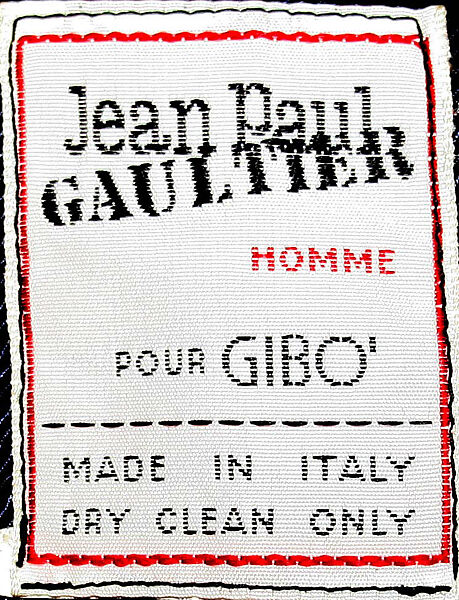 Jean Paul
GAULTIER
HOMME
POUR GIBO'
MADE IN ITALY
DRY CLEAN ONLY